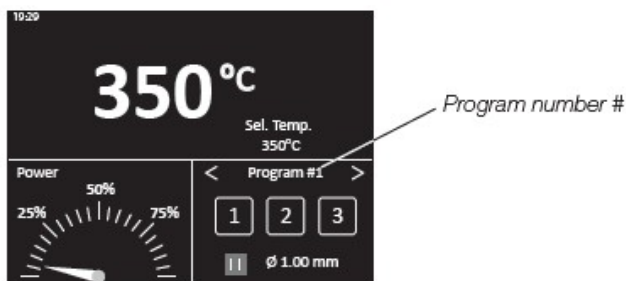 19:29
350°C
Sel. Temp.
350°C
Program number #
Power
< Program #1 >
25% 50% 75%
1 2 3
Ø 1.00 mm